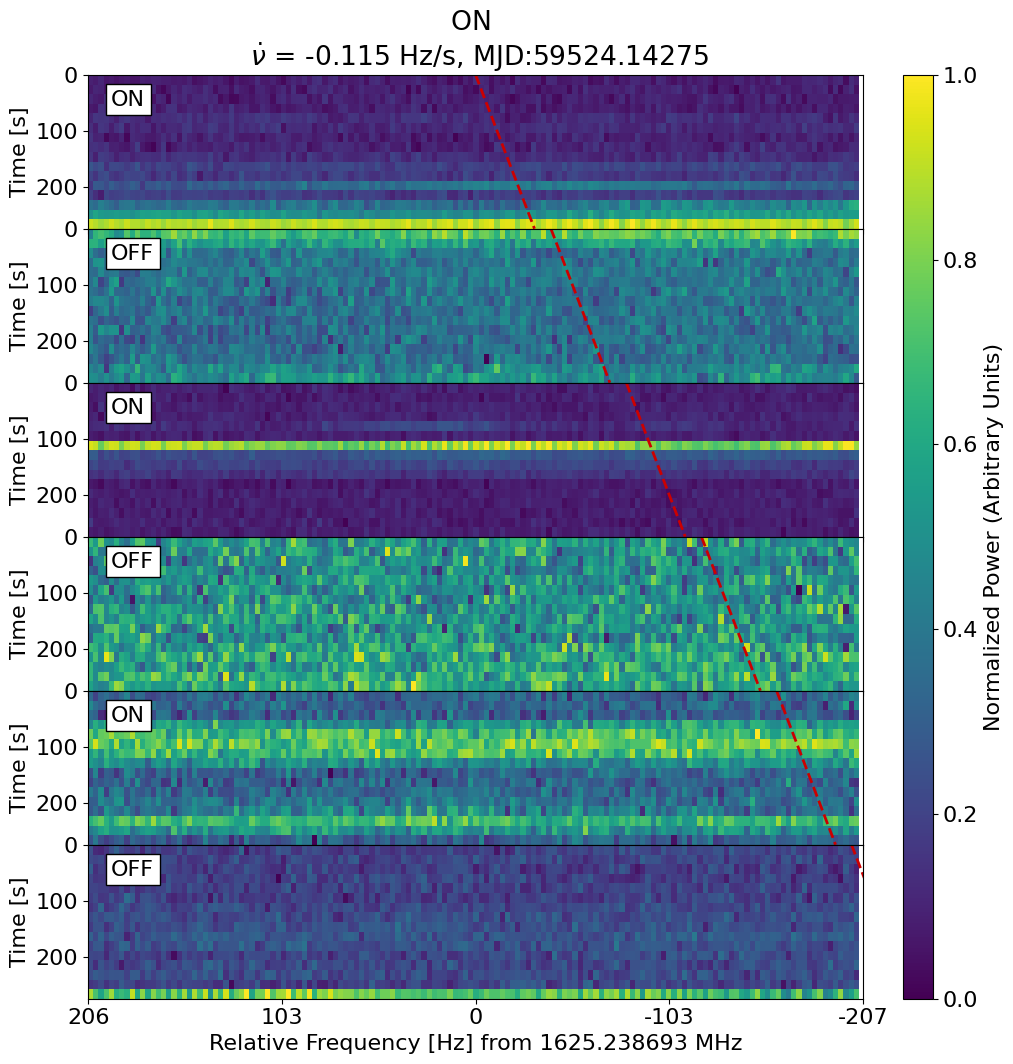 ON
ν̇ = -0.115 Hz/s, MJD:59524.14275
0
ON
100
Time [s]
200
0
OFF
100
Time [s]
200
0
ON
100
Time [s]
200
0
OFF
100
Time [s]
200
0
ON
100
Time [s]
200
0
OFF
100
Time [s]
200
206 103 0 -103 -207
Relative Frequency [Hz] from 1625.238693 MHz
1.0
0.8
0.6
0.4
0.2
0.0
Normalized Power (Arbitrary Units)